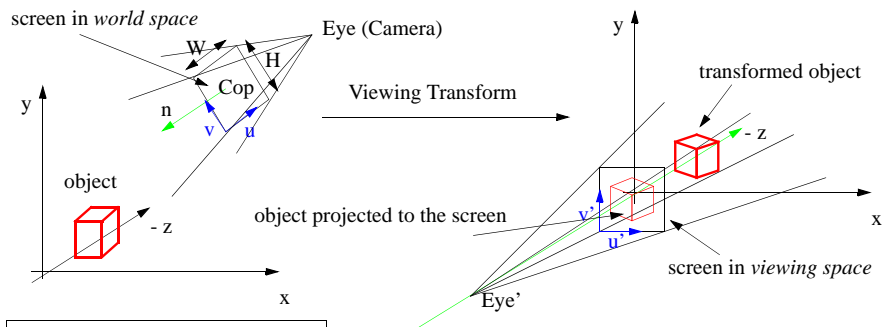 screen in world space
Eye (Camera)
W
H
Cop
n
v
u
y
object
- z
x
Viewing Transform
y
transformed object
- z
object projected to the screen
v’
u’
x
screen in viewing space
Eye’